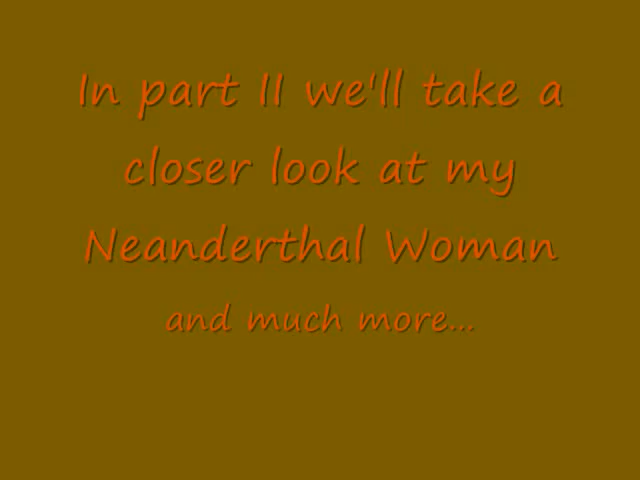 In part II we'll take a
closer look at my
Neanderthal Woman
and much more...